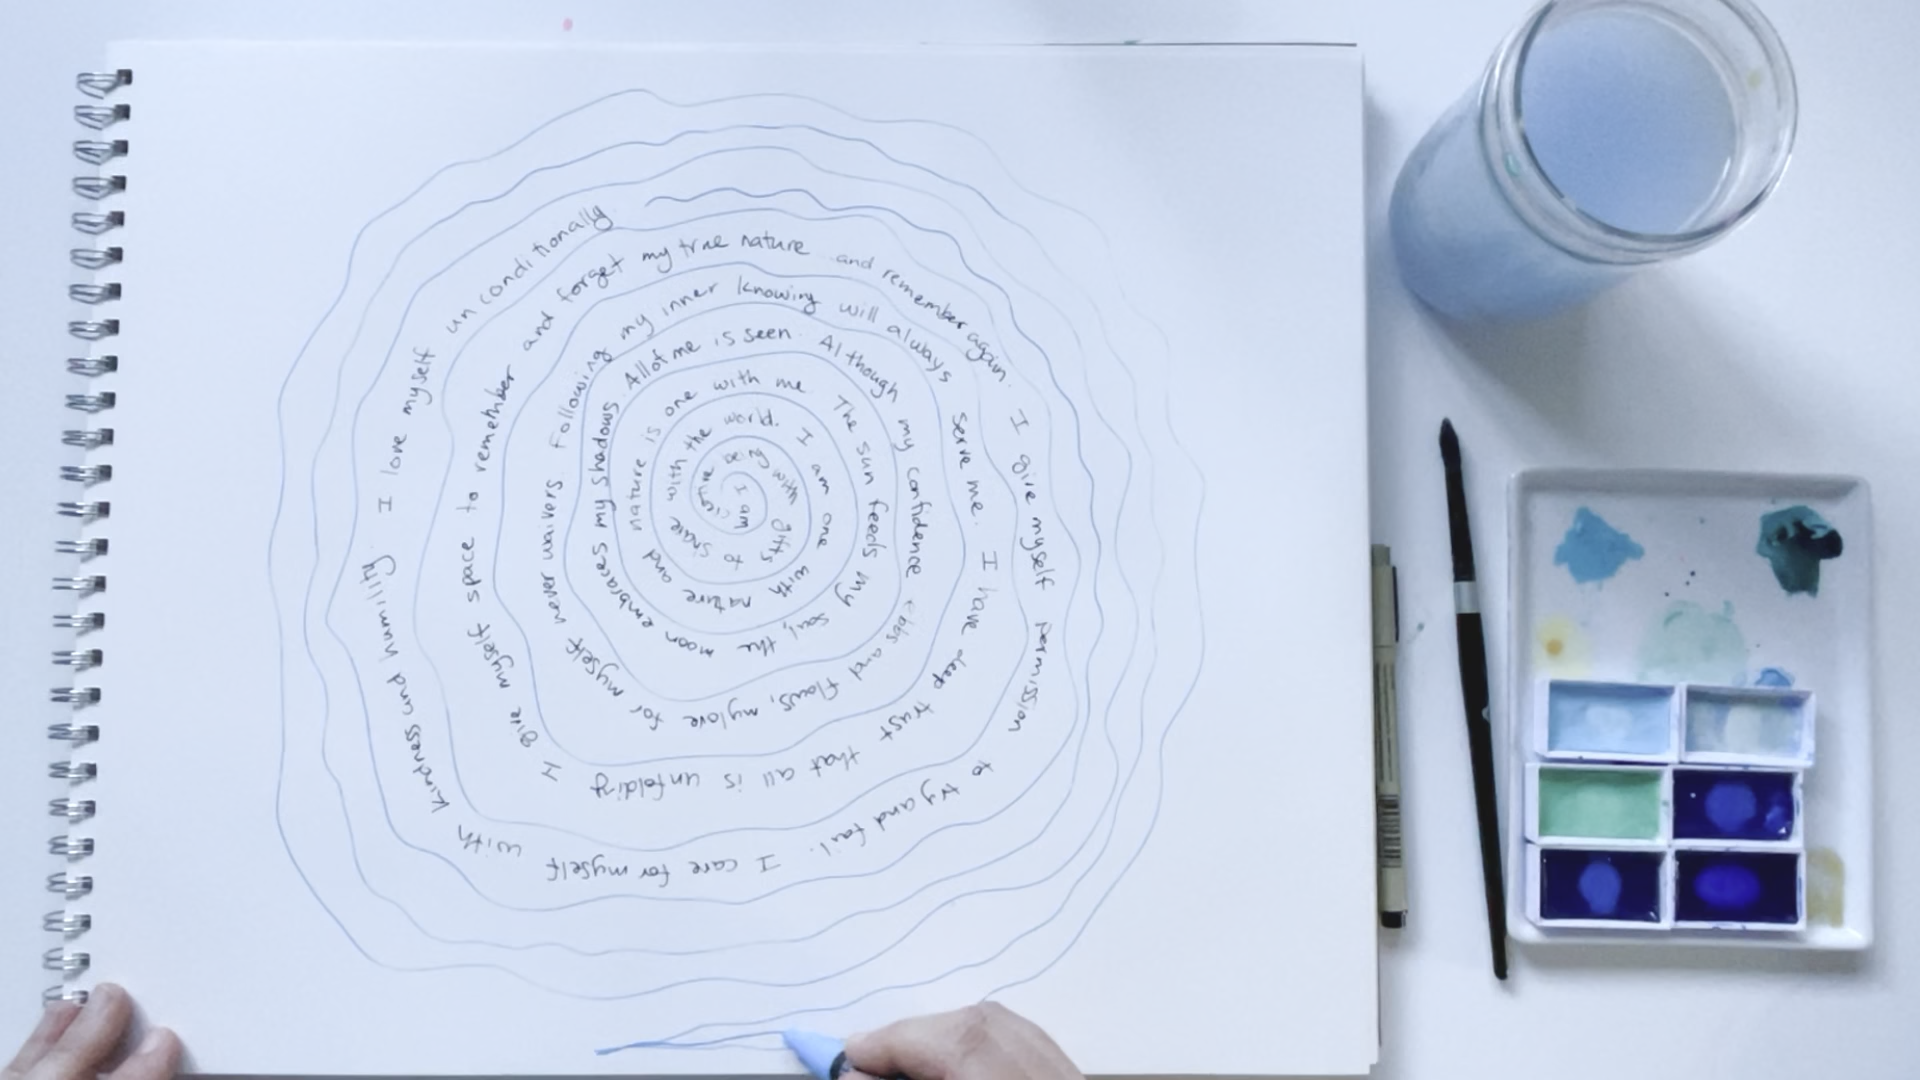 I am
creative being with gifts
to share with the world. I am one with nature and
nature is one with me. The sun feeds my soul, the moon embraces my shadows.
All of me is seen. Although my confidence ebbs and flows, my love for myself never waivers
Following my inner knowing will always serve me. I have deep trust that all is unfolding
I give myself space to remember and forget my true nature and remember again. I give myself permission to try and fail. I care for myself with kindness and humility. I love myself unconditionally